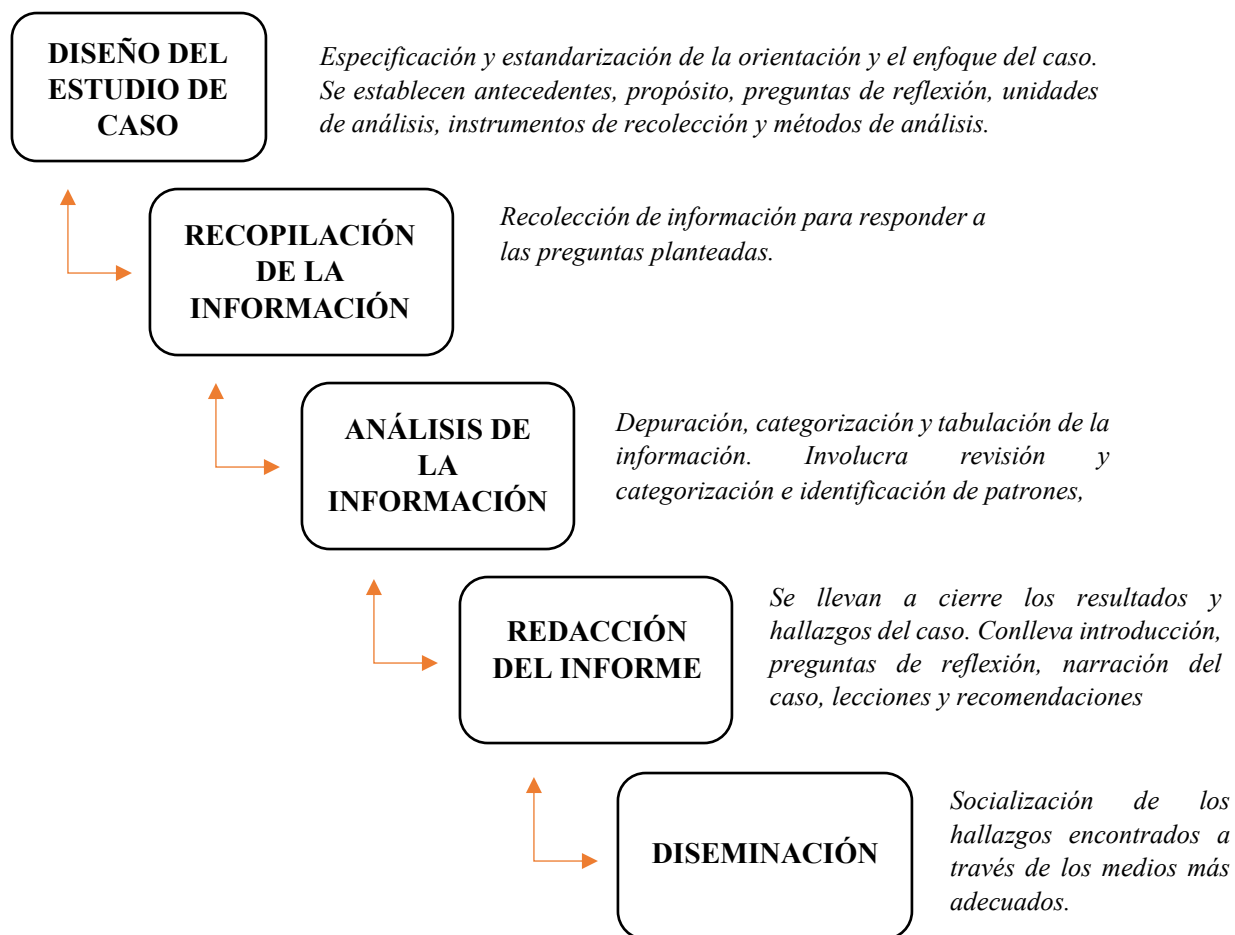 DISEÑO DEL
ESTUDIO DE
CASO
Especificación y estandarización de la orientación y el enfoque del caso.
Se establecen antecedentes, propósito, preguntas de reflexión, unidades
de análisis, instrumentos de recolección y métodos de análisis.
RECOPILACIÓN
DE LA
INFORMACIÓN
Recolección de información para responder a
las preguntas planteadas.
ANÁLISIS DE
LA
INFORMACIÓN
Depuración, categorización y tabulación de la
información. Involucra revisión y
categorización e identificación de patrones,
REDACCIÓN
DEL INFORME
Se llevan a cierre los resultados y
hallazgos del caso. Conlleva introducción,
preguntas de reflexión, narración del
caso, lecciones y recomendaciones
DISEMINACIÓN
Socialización de los
hallazgos encontrados a
través de los medios más
adecuados.